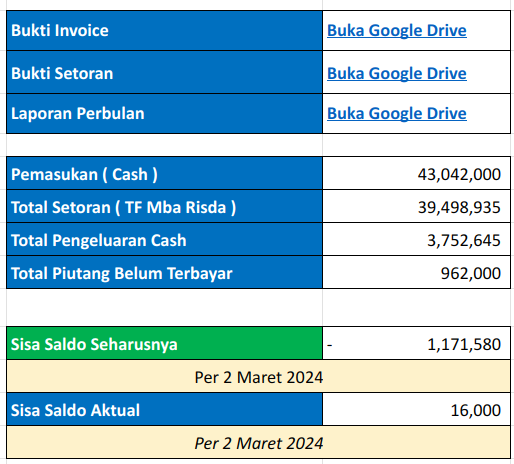 Bukti Invoice Buka Google Drive
Bukti Setoran Buka Google Drive
Laporan Perbulan Buka Google Drive
Pemasukan ( Cash ) 43,042,000
Total Setoran ( TF Mba Risda ) 39,498,935
Total Pengeluaran Cash 3,752,645
Total Piutang Belum Terbayar 962,000
Sisa Saldo Seharusnya - 1,171,580
Per 2 Maret 2024
Sisa Saldo Aktual 16,000
Per 2 Maret 2024